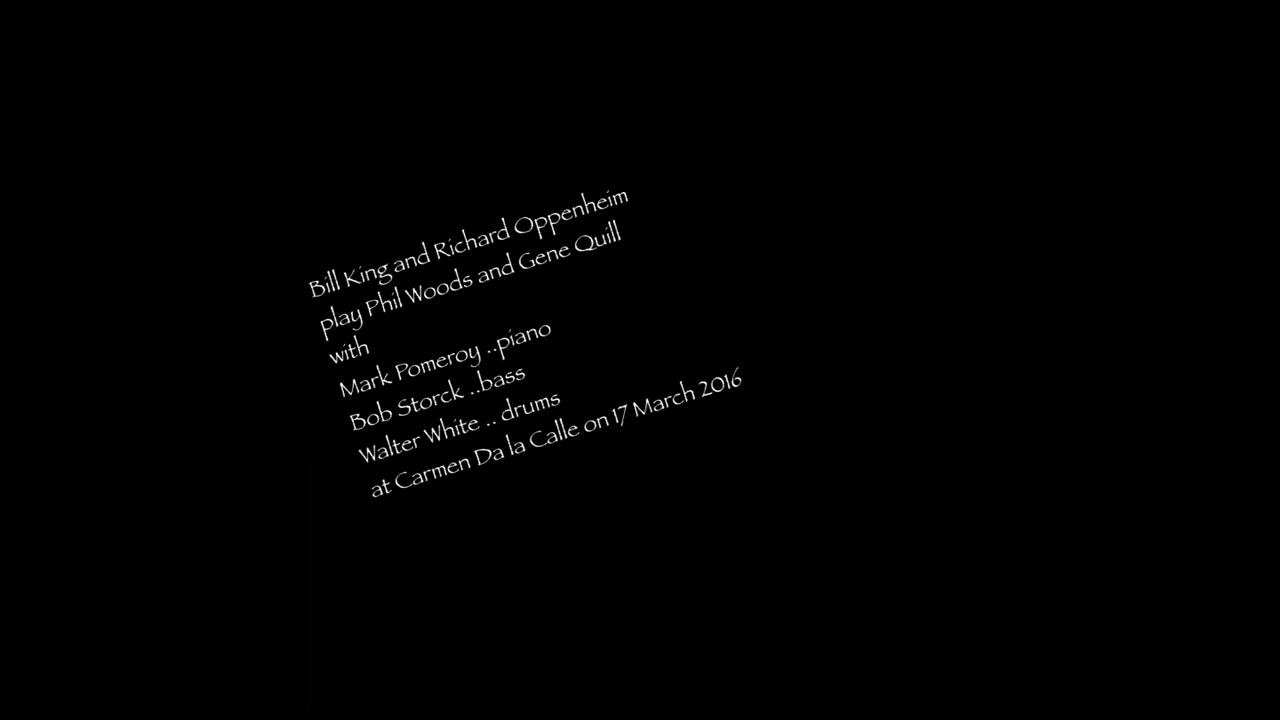 Bill King and Richard Oppenheim
play Phil Woods and Gene Quill
with
Mark Pomeroy ..piano
Bob Storck ..bass
Walter White .. drums
at Carmen Da la Calle on 17 March 2016